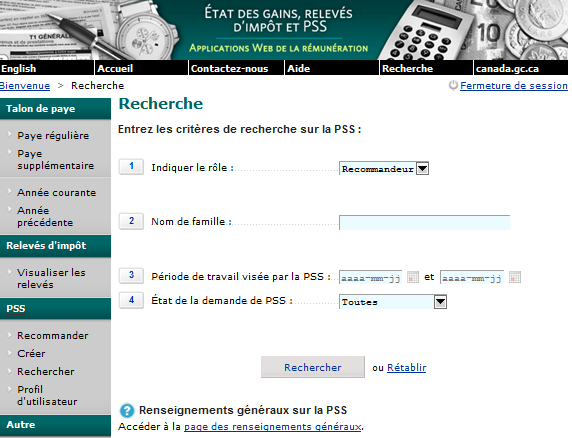 T1 GÉNÉRALE
ÉTAT DES GAINS, RELEVÉS
D'IMPÔT ET PSS
APPLICATIONS WEB DE LA RÉMUNÉRATION
English Accueil Contactez-nous Aide Recherche canada.gc.ca
Bienvenue > Recherche Fermeture de session
Talon de paye
Paye régulière
Paye
supplémentaire
Année courante
Année
précédente
Relevés d'impôt
Visualiser les
relevés
PSS
Recommander
Créer
Rechercher
Profil
d'utilisateur
Autre
Recherche
Entrez les critères de recherche sur la PSS :
1 Indiquer le rôle : Recommandeur
2 Nom de famille :
3 Période de travail visée par la PSS : aaaa-mm-jj et aaaa-mm-jj
4 État de la demande de PSS : Toutes
Rechercher ou Rétablir
? Renseignements généraux sur la PSS
Accéder à la page des renseignements généraux.